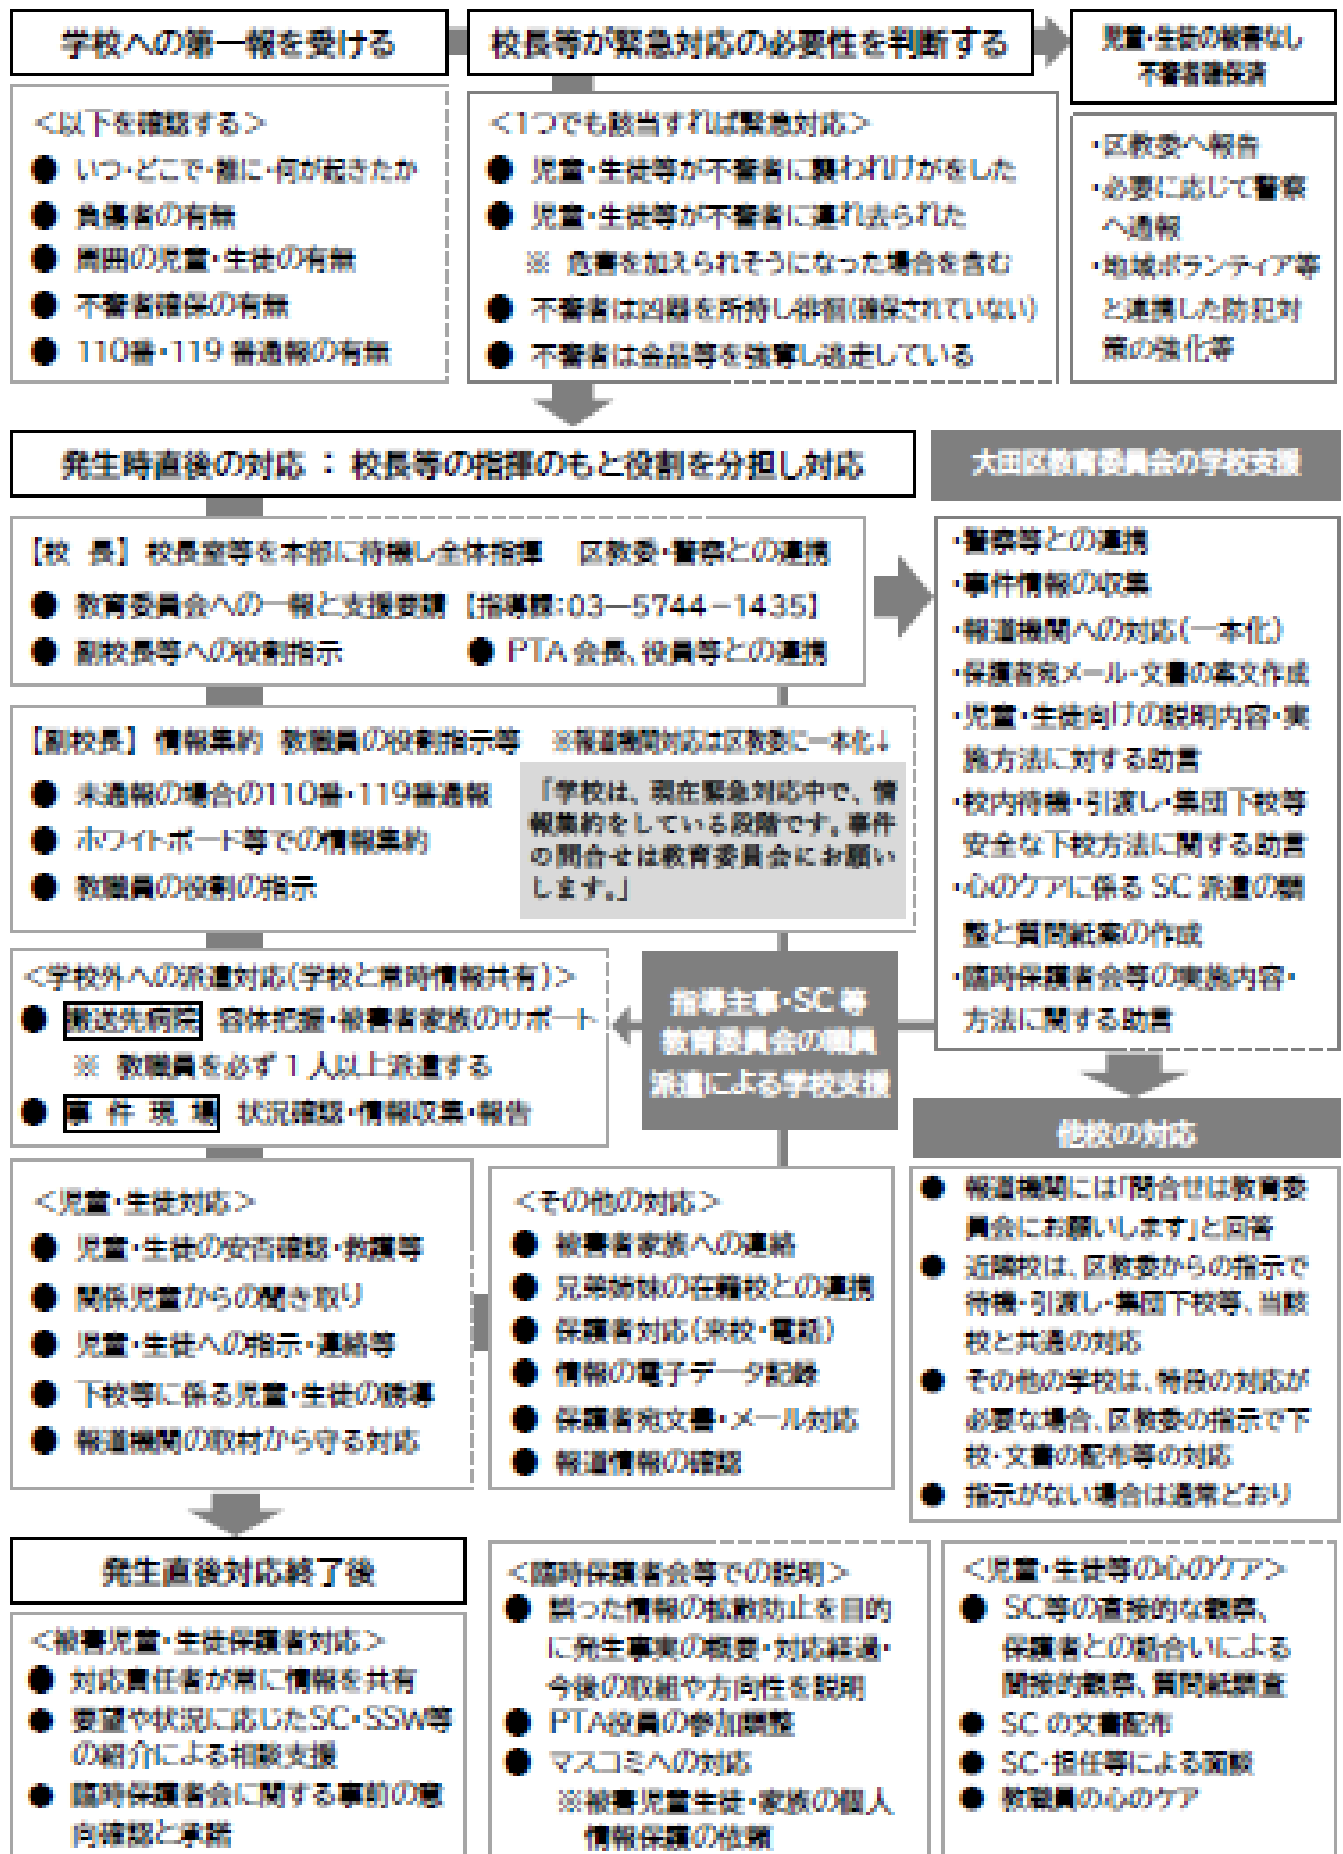 学校への第一報を受ける
校長等が緊急対応の必要性を判断する
児童・生徒の被害なし
不審者確保済
＜以下を確認する＞
● いつ・どこで・誰に・何が起きたか
● 負傷者の有無
● 周囲の児童・生徒の有無
● 不審者確保の有無
● 110番・119番通報の有無
＜1つでも該当すれば緊急対応＞
● 児童・生徒等が不審者に襲われけがをした
● 児童・生徒等が不審者に連れ去られた
※ 危害を加えられそうになった場合を含む
● 不審者は凶器を所持し徘徊（確保されていない）
● 不審者は金品等を強奪し逃走している
・区教委へ報告
・必要に応じて警察
へ通報
・地域ボランティア等
と連携した防犯対
策の強化等
発生時直後の対応 ： 校長等の指揮のもと役割を分担し対応
【校 長】 校長室等を本部に待機し全体指揮　区教委・警察との連携
● 教育委員会への一報と支援要請 【指導課：03―5744－1435】
● 副校長等への役割指示　● PTA会長、役員等との連携
【副校長】 情報集約 教職員の役割指示等　※報道機関対応は区教委に一本化↓
● 未通報の場合の110番・119番通報
● ホワイトボード等での情報集約
● 教職員の役割の指示
「学校は、現在緊急対応中で、情
報集約をしている段階です。事件
の問合せは教育委員会にお願い
します。」
大田区教育委員会の学校支援
・警察等との連携
・事件情報の収集
・報道機関への対応（一本化）
・保護者宛メール・文書の案文作成
・児童・生徒向けの説明内容・実
施方法に対する助言
・校内待機・引渡し・集団下校等
安全な下校方法に関する助言
・心のケアに係る SC 派遣の調
整と質問紙案の作成
・臨時保護者会等の実施内容・
方法に関する助言
＜学校外への派遣対応（学校と常時情報共有）＞
● 搬送先病院 容体把握・被害者家族のサポート
※ 教職員を必ず 1 人以上派遣する
● 事 件 現 場 状況確認・情報収集・報告
指導主事・SC 等
教育委員会の職員
派遣による学校支援
＜児童・生徒対応＞
● 児童・生徒の安否確認・救護等
● 関係児童からの聞き取り
● 児童・生徒への指示・連絡等
● 下校等に係る児童・生徒の誘導
● 報道機関の取材から守る対応
＜その他の対応＞
● 被害者家族への連絡
● 兄弟姉妹の在籍校との連携
● 保護者対応（来校・電話）
● 情報の電子データ記録
● 保護者宛文書・メール対応
● 報道情報の確認
他校の対応
● 報道機関には「問合せは教育委
員会にお願いします」と回答
● 近隣校は、区教委からの指示で
待機・引渡し・集団下校等、当該
校と共通の対応
● その他の学校は、特段の対応が
必要な場合、区教委の指示で下
校・文書の配布等の対応
● 指示がない場合は通常どおり
発生直後対応終了後
＜被害児童・生徒保護者対応＞
● 対応責任者が常に情報を共有
● 要望や状況に応じたSC・SSW等
の紹介による相談支援
● 臨時保護者会に関する事前の意
向確認と承諾
＜臨時保護者会等での説明＞
● 誤った情報の拡散防止を目的
に発生事実の概要・対応経過・
今後の取組や方向性を説明
● PTA役員の参加調整
● マスコミへの対応
※被害児童生徒・家族の個人
情報保護の依頼
＜児童・生徒等の心のケア＞
● SC等の直接的な観察、
保護者との話合いによる
間接的観察、質問紙調査
● SC の文書配布
● SC・担任等による面談
● 教職員の心のケア